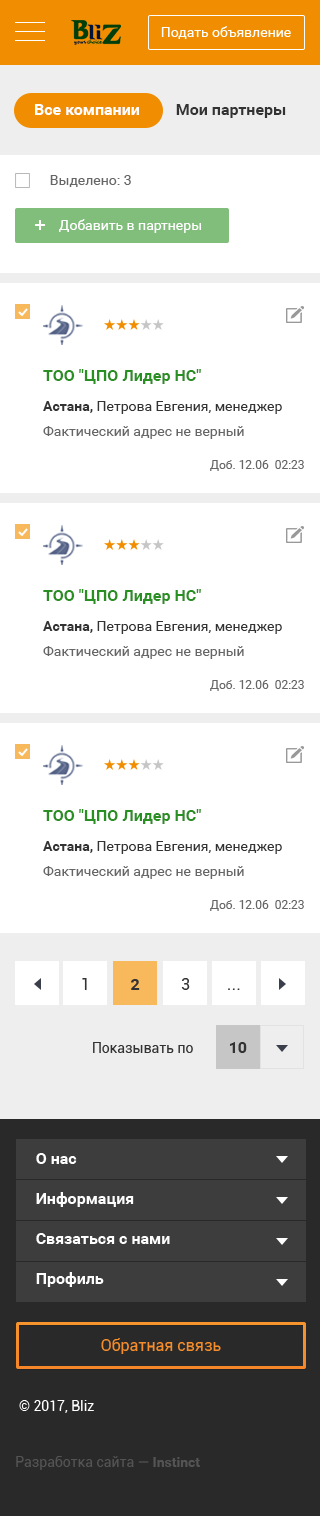 Bliz
your choice
Подать объявление
Все компании
Мои партнеры
Выделено: 3
+ Добавить в партнеры
ТОО "ЦПО Лидер НС"
Астана, Петрова Евгения, менеджер
Фактический адрес не верный
Доб. 12.06 02:23
ТОО "ЦПО Лидер НС"
Астана, Петрова Евгения, менеджер
Фактический адрес не верный
Доб. 12.06 02:23
ТОО "ЦПО Лидер НС"
Астана, Петрова Евгения, менеджер
Фактический адрес не верный
Доб. 12.06 02:23
1 2 3 ...
Показывать по 10
О нас
Информация
Связаться с нами
Профиль
Обратная связь
© 2017, Bliz
Разработка сайта — Instinct